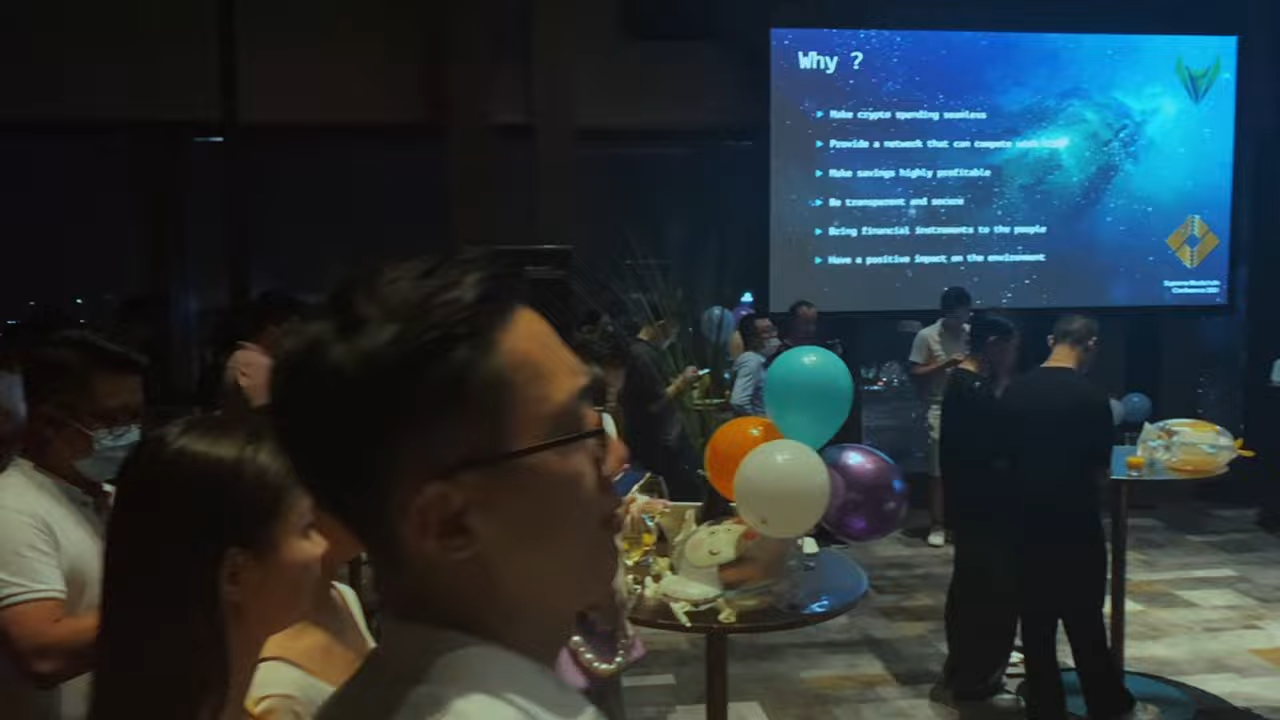 Why ?
Make crypto spending seamless
Provide a network that can compete
Make savings highly profitable
Be transparent and secure
Bring financial instruments to the people
Have a positive impact on the environment